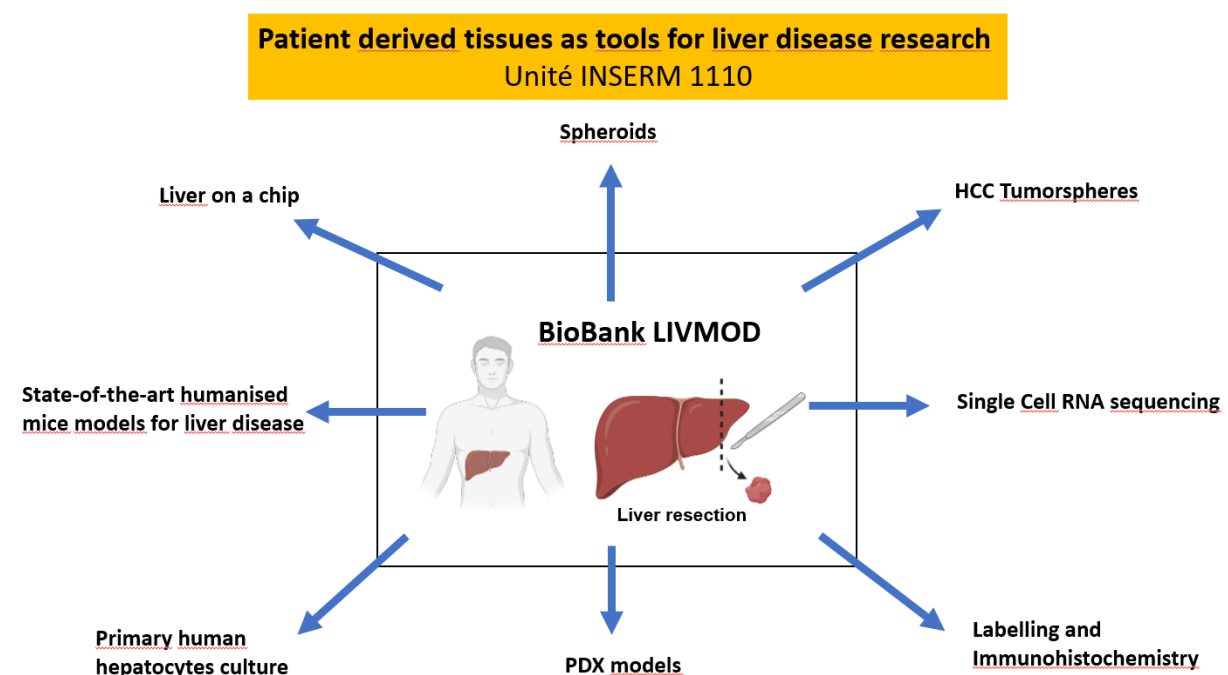 Patient derived tissues as tools for liver disease research
Unité INSERM 1110
Spheroids
Liver on a chip
HCC Tumorspheres
BioBank LIVMOD
State-of-the-art humanised
mice models for liver disease
Single Cell RNA sequencing
Liver resection
Primary human
hepatocytes culture
PDX models
Labelling and
Immunohistochemistry